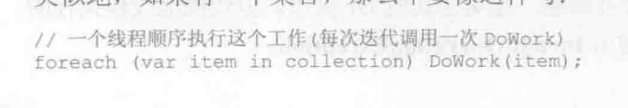 // 一个线程顺序执行这个工作(每次迭代调用一次 DoWork)
foreach (var item in collection) DoWork(item);